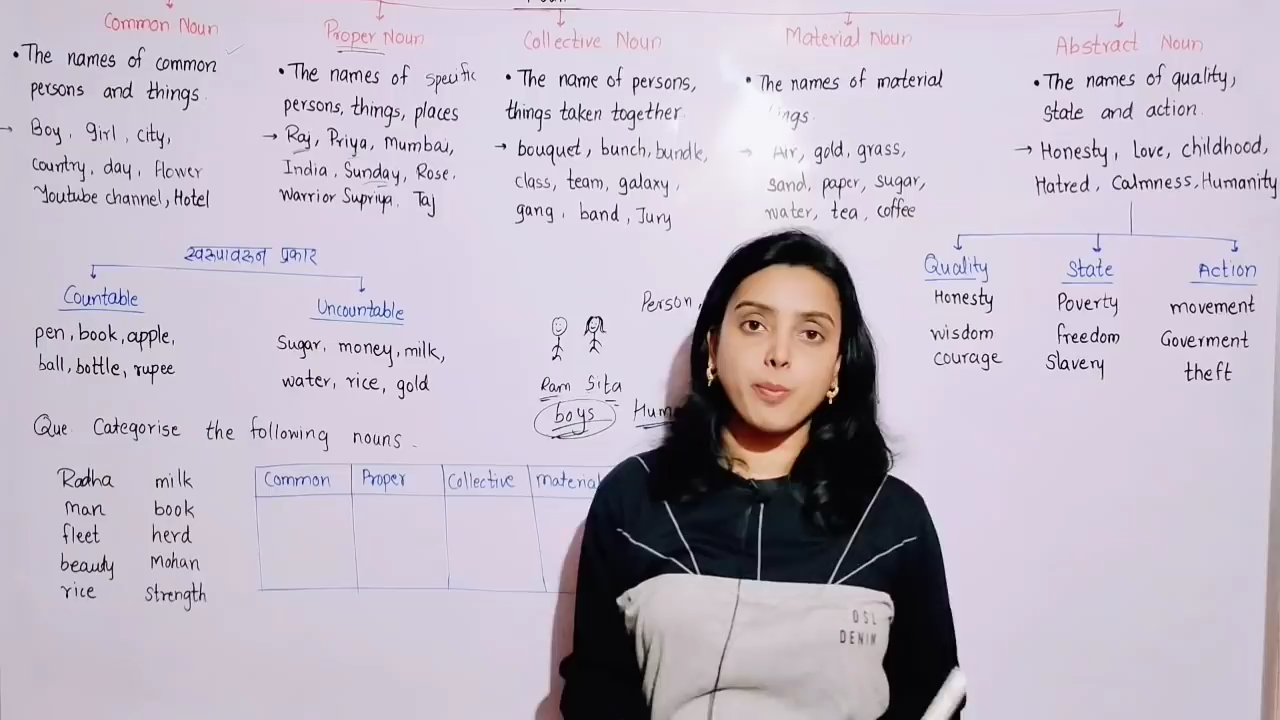 Common Noun
• The names of common
persons and things.
→ Boy, girl, city,
country, day, flower
Youtube channel, Hotel
Proper Noun
• The names of specific
persons, things, places
→ Raj, Priya, Mumbai,
India, Sunday, Rose,
Warrior Supriya, Taj
Collective Noun
• The name of persons,
things taken together.
→ bouquet, bunch, bundle,
class, team, galaxy,
gang, band, Jury
Material Noun
• The names of material
→ Air, gold, grass,
sand, paper, sugar,
water, tea, coffee
Abstract Noun
• The names of quality,
State and action.
→ Honesty, Love, childhood,
Hatred, Calmness, Humanity
Quality
Honesty
wisdom
courage
State
Poverty
freedom
Slavery
Action
movement
Goverment
theft
स्वरूपावरून प्रकार
Countable
pen, book, apple,
ball, bottle, rupee
Uncountable
Sugar, money, milk,
water, rice, gold
Person,
Ram Sita
boys
Que. Categorise the following nouns.
Radha milk
man book
fleet herd
beauty Mohan
rice strength
Common Proper Collective material
OSL
DENIM